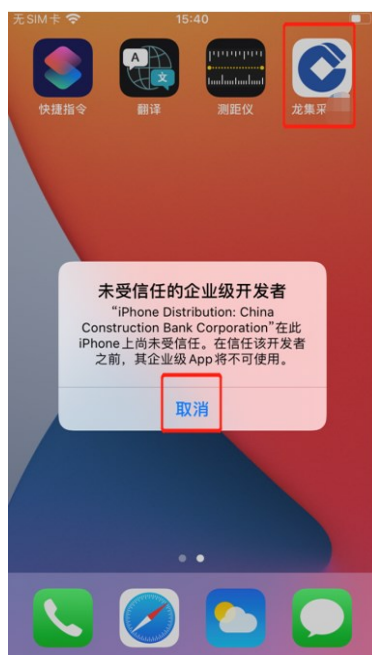 无SIM卡 15:40
快捷指令 翻译 测距仪 龙集采
A 文
未受信任的企业级开发者
“iPhone Distribution: China
Construction Bank Corporation”在此
iPhone上尚未受信任。在信任该开发者
之前，其企业级App将不可使用。
取消